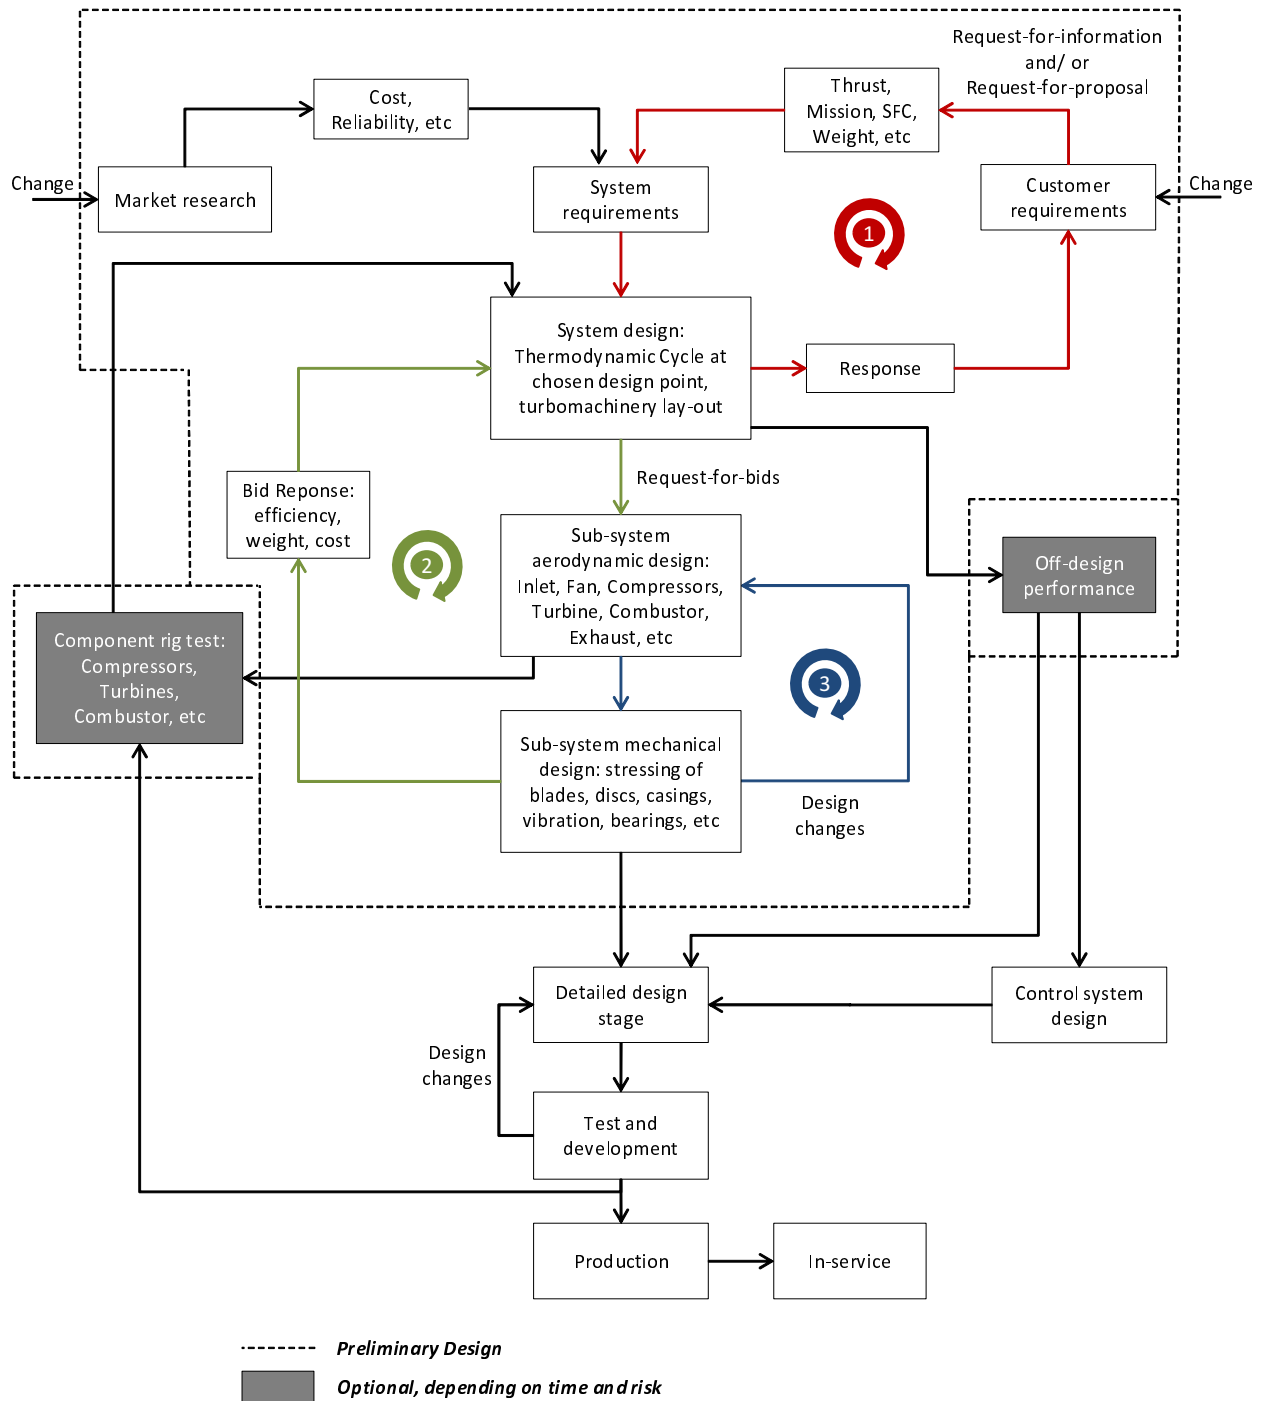 Request-for-information
and/ or
Request-for-proposal
Cost,
Reliability, etc
Thrust,
Mission, SFC,
Weight, etc
Change
Market research
System
requirements
Customer
requirements
Change
1
System design:
Thermodynamic Cycle at
chosen design point,
turbomachinery lay-out
Response
Request-for-bids
Bid Reponse:
efficiency,
weight, cost
2
Sub-system
aerodynamic design:
Inlet, Fan, Compressors,
Turbine, Combustor,
Exhaust, etc
Off-design
performance
Component rig test:
Compressors,
Turbines,
Combustor, etc
3
Sub-system mechanical
design: stressing of
blades, discs, casings,
vibration, bearings, etc
Design
changes
Detailed design
stage
Control system
design
Design
changes
Test and
development
Production
In-service
Preliminary Design
Optional, depending on time and risk